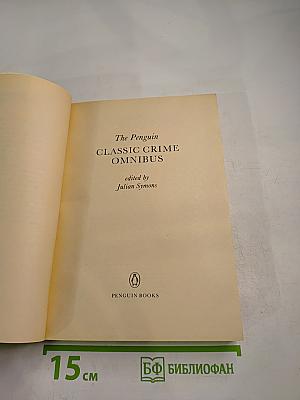 The Penguin
CLASSIC CRIME
OMNIBUS
edited by
Julian Symons
PENGUIN BOOKS
15 см
БФ БИБЛИОФАН